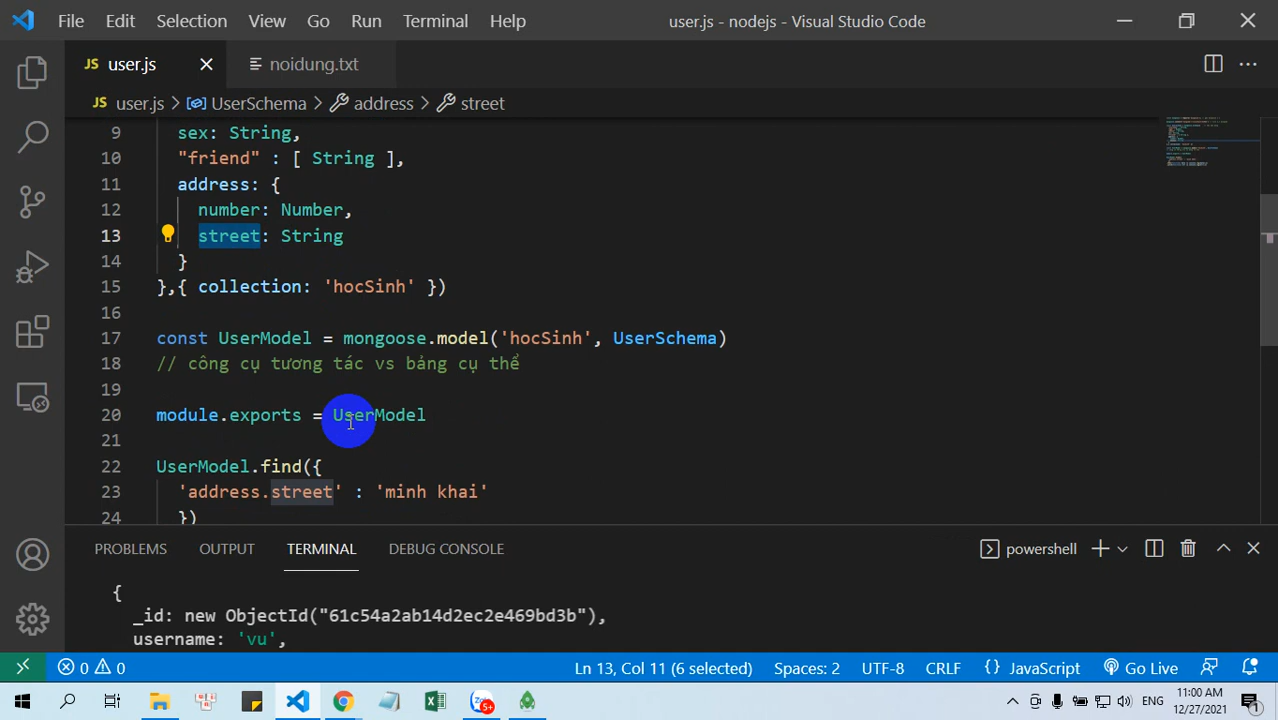 File Edit Selection View Go Run Terminal Help user.js - nodejs - Visual Studio Code
JS user.js noidung.txt
JS user.js > UserSchema > address > street
9 sex: String,
10 "friend" : [ String ],
11 address: {
12 number: Number,
13 street: String
14 }
15 },{ collection: 'hocSinh' })
16
17 const UserModel = mongoose.model('hocSinh', UserSchema)
18 // công cụ tương tác vs bảng cụ thể
19
20 module.exports = UserModel
21
22 UserModel.find({
23 'address.street' : 'minh khai'
24 })
PROBLEMS OUTPUT TERMINAL DEBUG CONSOLE powershell
{
_id: new ObjectId("61c54a2ab14d2ec2e469bd3b"),
username: 'vu',
0 0 Ln 13, Col 11 (6 selected) Spaces: 2 UTF-8 CRLF {} JavaScript Go Live
Zalo 5+ ENG 11:00 AM 1
12/27/2021